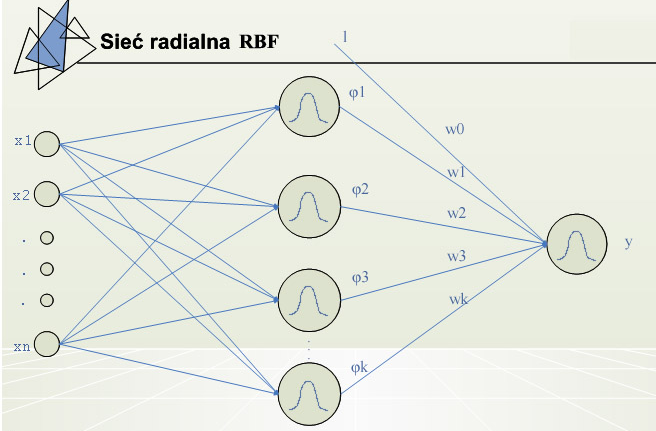 Sieć radialna RBF
1
φ1
x1
w0
w1
x2
φ2
w2
y
w3
φ3
wk
xn
φk